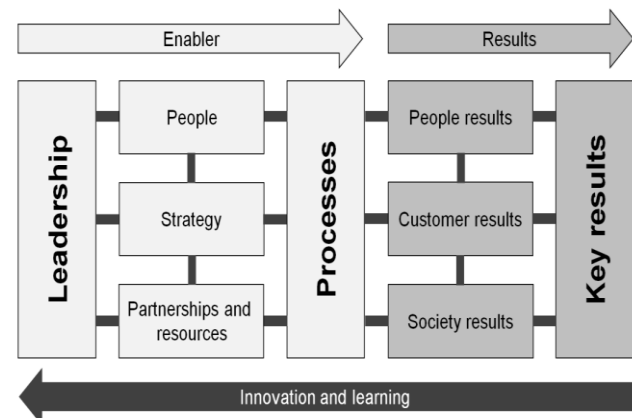 Enabler
Results
Leadership
People
Strategy
Partnerships and
resources
Processes
People results
Customer results
Society results
Key results
Innovation and learning